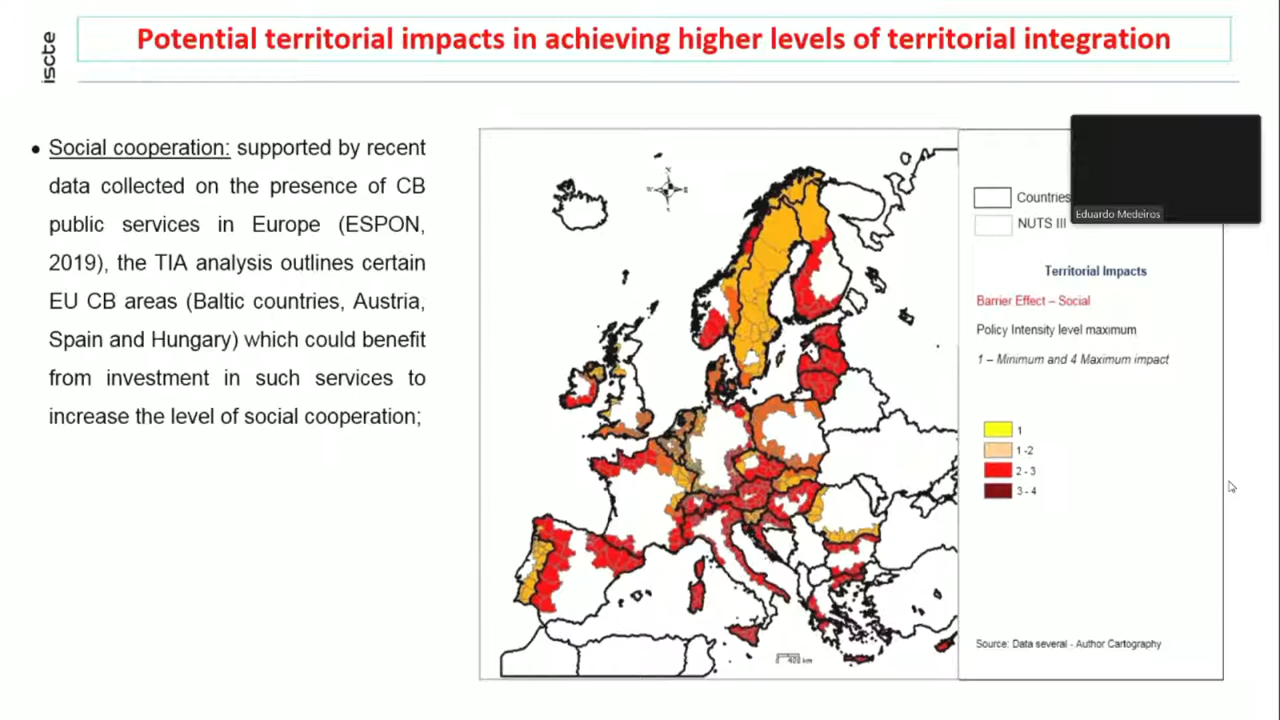 iscte
Potential territorial impacts in achieving higher levels of territorial integration
• Social cooperation: supported by recent
data collected on the presence of CB
public services in Europe (ESPON,
2019), the TIA analysis outlines certain
EU CB areas (Baltic countries, Austria,
Spain and Hungary) which could benefit
from investment in such services to
increase the level of social cooperation;
N
400 km
Countries
NUTS III
Eduardo Medeiros
Territorial Impacts
Barrier Effect – Social
Policy Intensity level maximum
1 – Minimum and 4 Maximum impact
1
1 - 2
2 - 3
3 - 4
Source: Data several - Author Cartography